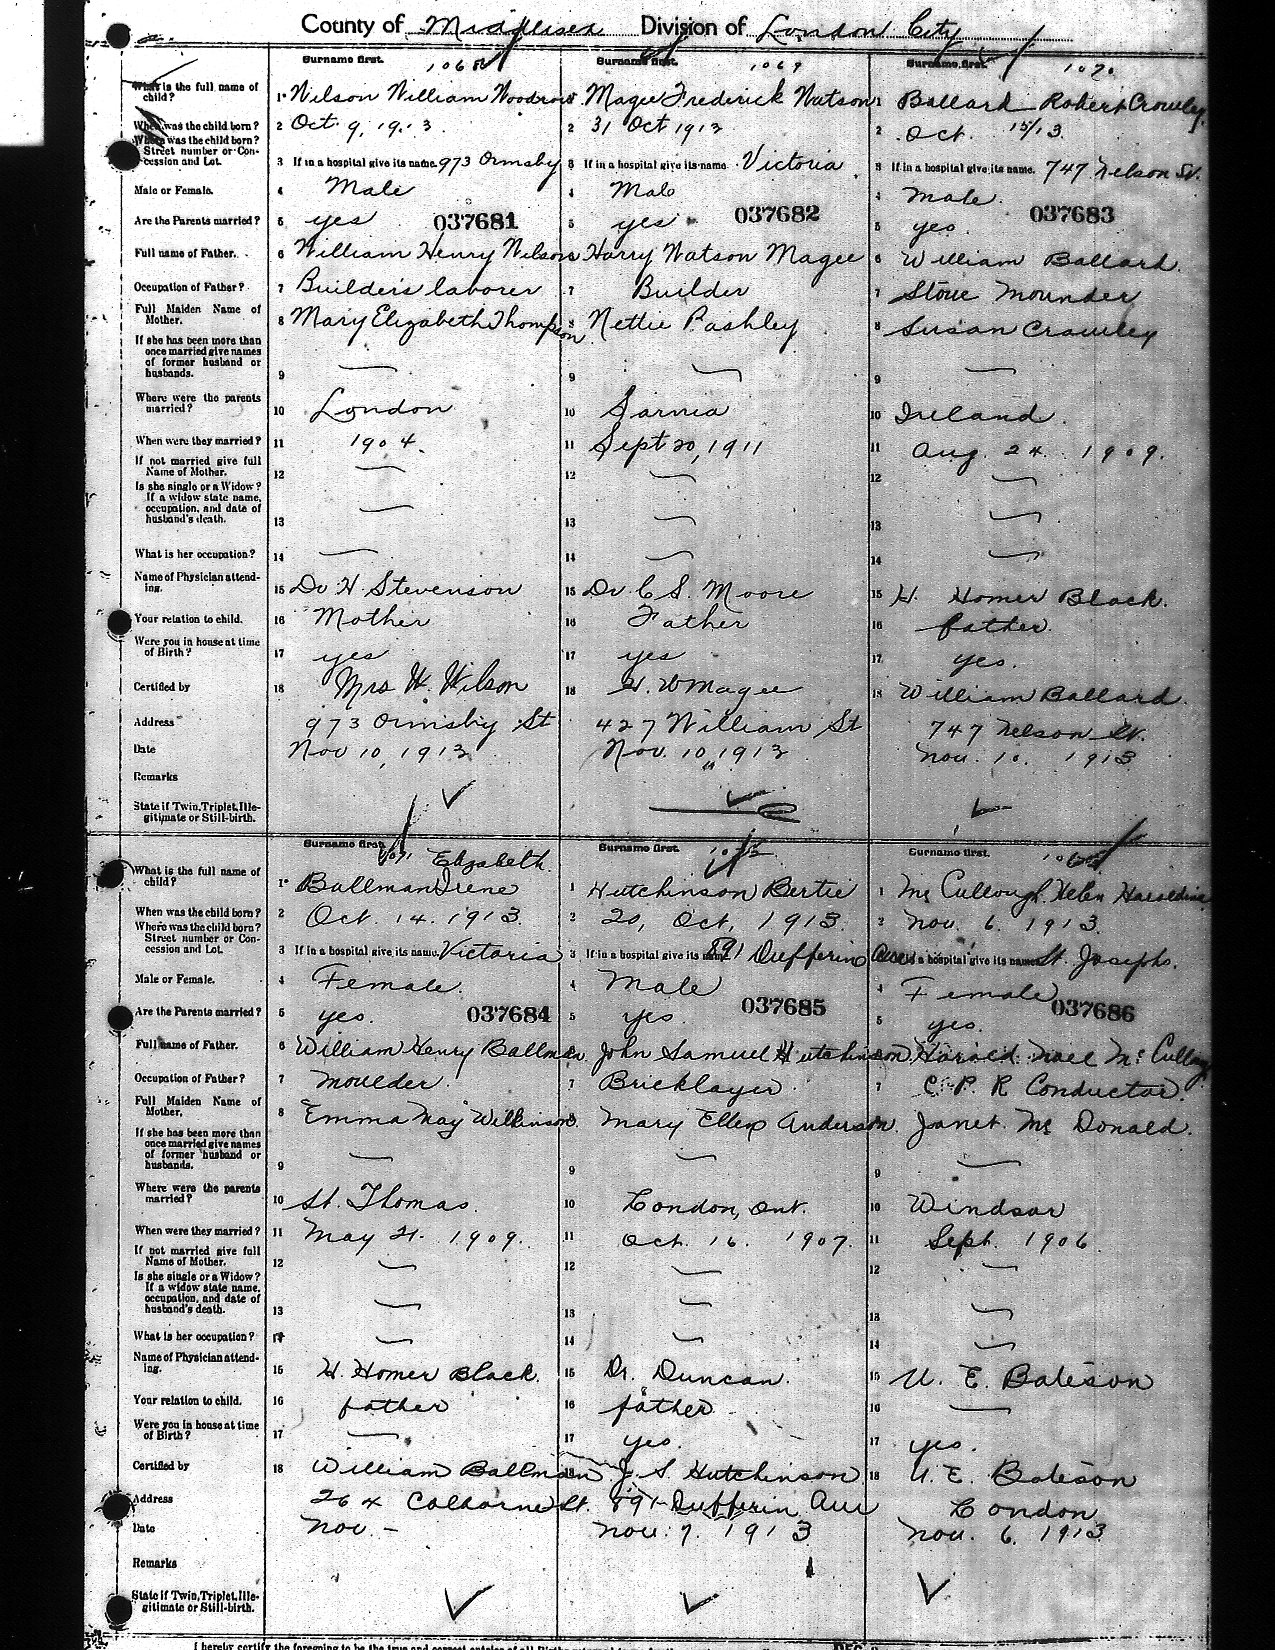 County of Middlesex Division of London City
Surname first. 1068 Surname first. 1069 Surname first. 1070
What is the full name of child? 1 Wilson William Woodrow 1 Magee Frederick Watson 1 Ballard Robert Crowley
When was the child born? 2 Oct 9, 1913 2 31 Oct 1913 2 Oct. 15/13
Where was the child born? Street number or Concession and Lot. 3 If in a hospital give its name. 973 Ormsby 3 If in a hospital give its name. Victoria 3 If in a hospital give its name. 747 Nelson St.
Male or Female. 4 Male 4 Male 4 Male.
Are the Parents married? 5 yes 037681 5 yes 037682 5 yes. 037683
Full name of Father. 6 William Henry Wilson 6 Harry Watson Magee 6 William Ballard.
Occupation of Father? 7 Builders laborer 7 Builder 7 Stove Mounder
Full Maiden Name of Mother. 8 Mary Elizabeth Thompson 8 Nettie Pashley 8 Susan Crawley
If she has been more than once married give names of former husband or husbands. 9 — 9 — 9 —
Where were the parents married? 10 London 10 Sarnia 10 Ireland.
When were they married? 11 1904. 11 Sept 20, 1911 11 Aug. 24. 1909.
If not married give full Name of Mother. 12 — 12 — 12 —
Is she single or a Widow? If a widow state name, occupation, and date of husband's death. 13 — 13 — 13 —
What is her occupation? 14 — 14 — 14 —
Name of Physician attending. 15 Dr H. Stevenson 15 Dr C S. Moore 15 H. Homer Black.
Your relation to child. 16 Mother 16 Father 16 father
Were you in house at time of Birth? 17 yes 17 yes 17 yes.
Certified by 18 Mrs W. Wilson 18 H. W Magee 18 William Ballard
Address 973 Ormsby St 427 William St 747 Nelson St.
Date Nov 10, 1913 Nov. 10, 1913 Nov. 10. 1913
Remarks
State if Twin, Triplet, Illegitimate or Still-birth.
Surname first. 1071 Surname first. Surname first.
What is the full name of child? 1 Ballman Elizabeth Irene 1 Hutchinson Bertie 1 Mc Cullough, Helen Haroldina
When was the child born? 2 Oct. 14. 1913. 2 20, Oct, 1913. 2 Nov. 6. 1913.
Where was the child born? Street number or Concession and Lot. 3 If in a hospital give its name. Victoria 3 If in a hospital give its name 891 Dufferin Ave If in a hospital give its name St. Josephs.
Male or Female. 4 Female. 4 Male 4 Female
Are the Parents married? 5 yes. 037684 5 yes 037685 5 yes. 037686
Full name of Father. 6 William Henry Ballman 6 John Samuel Hutchinson 6 Harold Noel Mc Cullough
Occupation of Father? 7 Moulder. 7 Bricklayer 7 C. P. R Conductor.
Full Maiden Name of Mother. 8 Emma May Wilkinson. 8 Mary Ellen Anderson 8 Janet Mc Donald.
If she has been more than once married give names of former husband or husbands. 9 — 9 — 9 —
Where were the parents married? 10 St. Thomas. 10 London, Ont. 10 Windsor
When were they married? 11 May 21. 1909. 11 Oct. 16. 1907. 11 Sept. 1906.
If not married give full Name of Mother. 12 — 12 — 12 —
Is she single or a Widow? If a widow state name, occupation, and date of husband's death. 13 — 13 — 13 —
What is her occupation? 14 — 14 — 14 —
Name of Physician attending. 15 H. Homer Black. 15 Dr. Duncan. 15 U. E. Bateson
Your relation to child. 16 father 16 father 16 —
Were you in house at time of Birth? 17 — 17 yes. 17 yes.
Certified by 18 William Ballman 18 J. S. Hutchinson 18 U. E. Bateson
Address 264 Colborne St. 891 Dufferin Ave London
Date Nov. — Nov. 7. 1913 Nov. 6. 1913
Remarks
State if Twin, Triplet, Illegitimate or Still-birth.